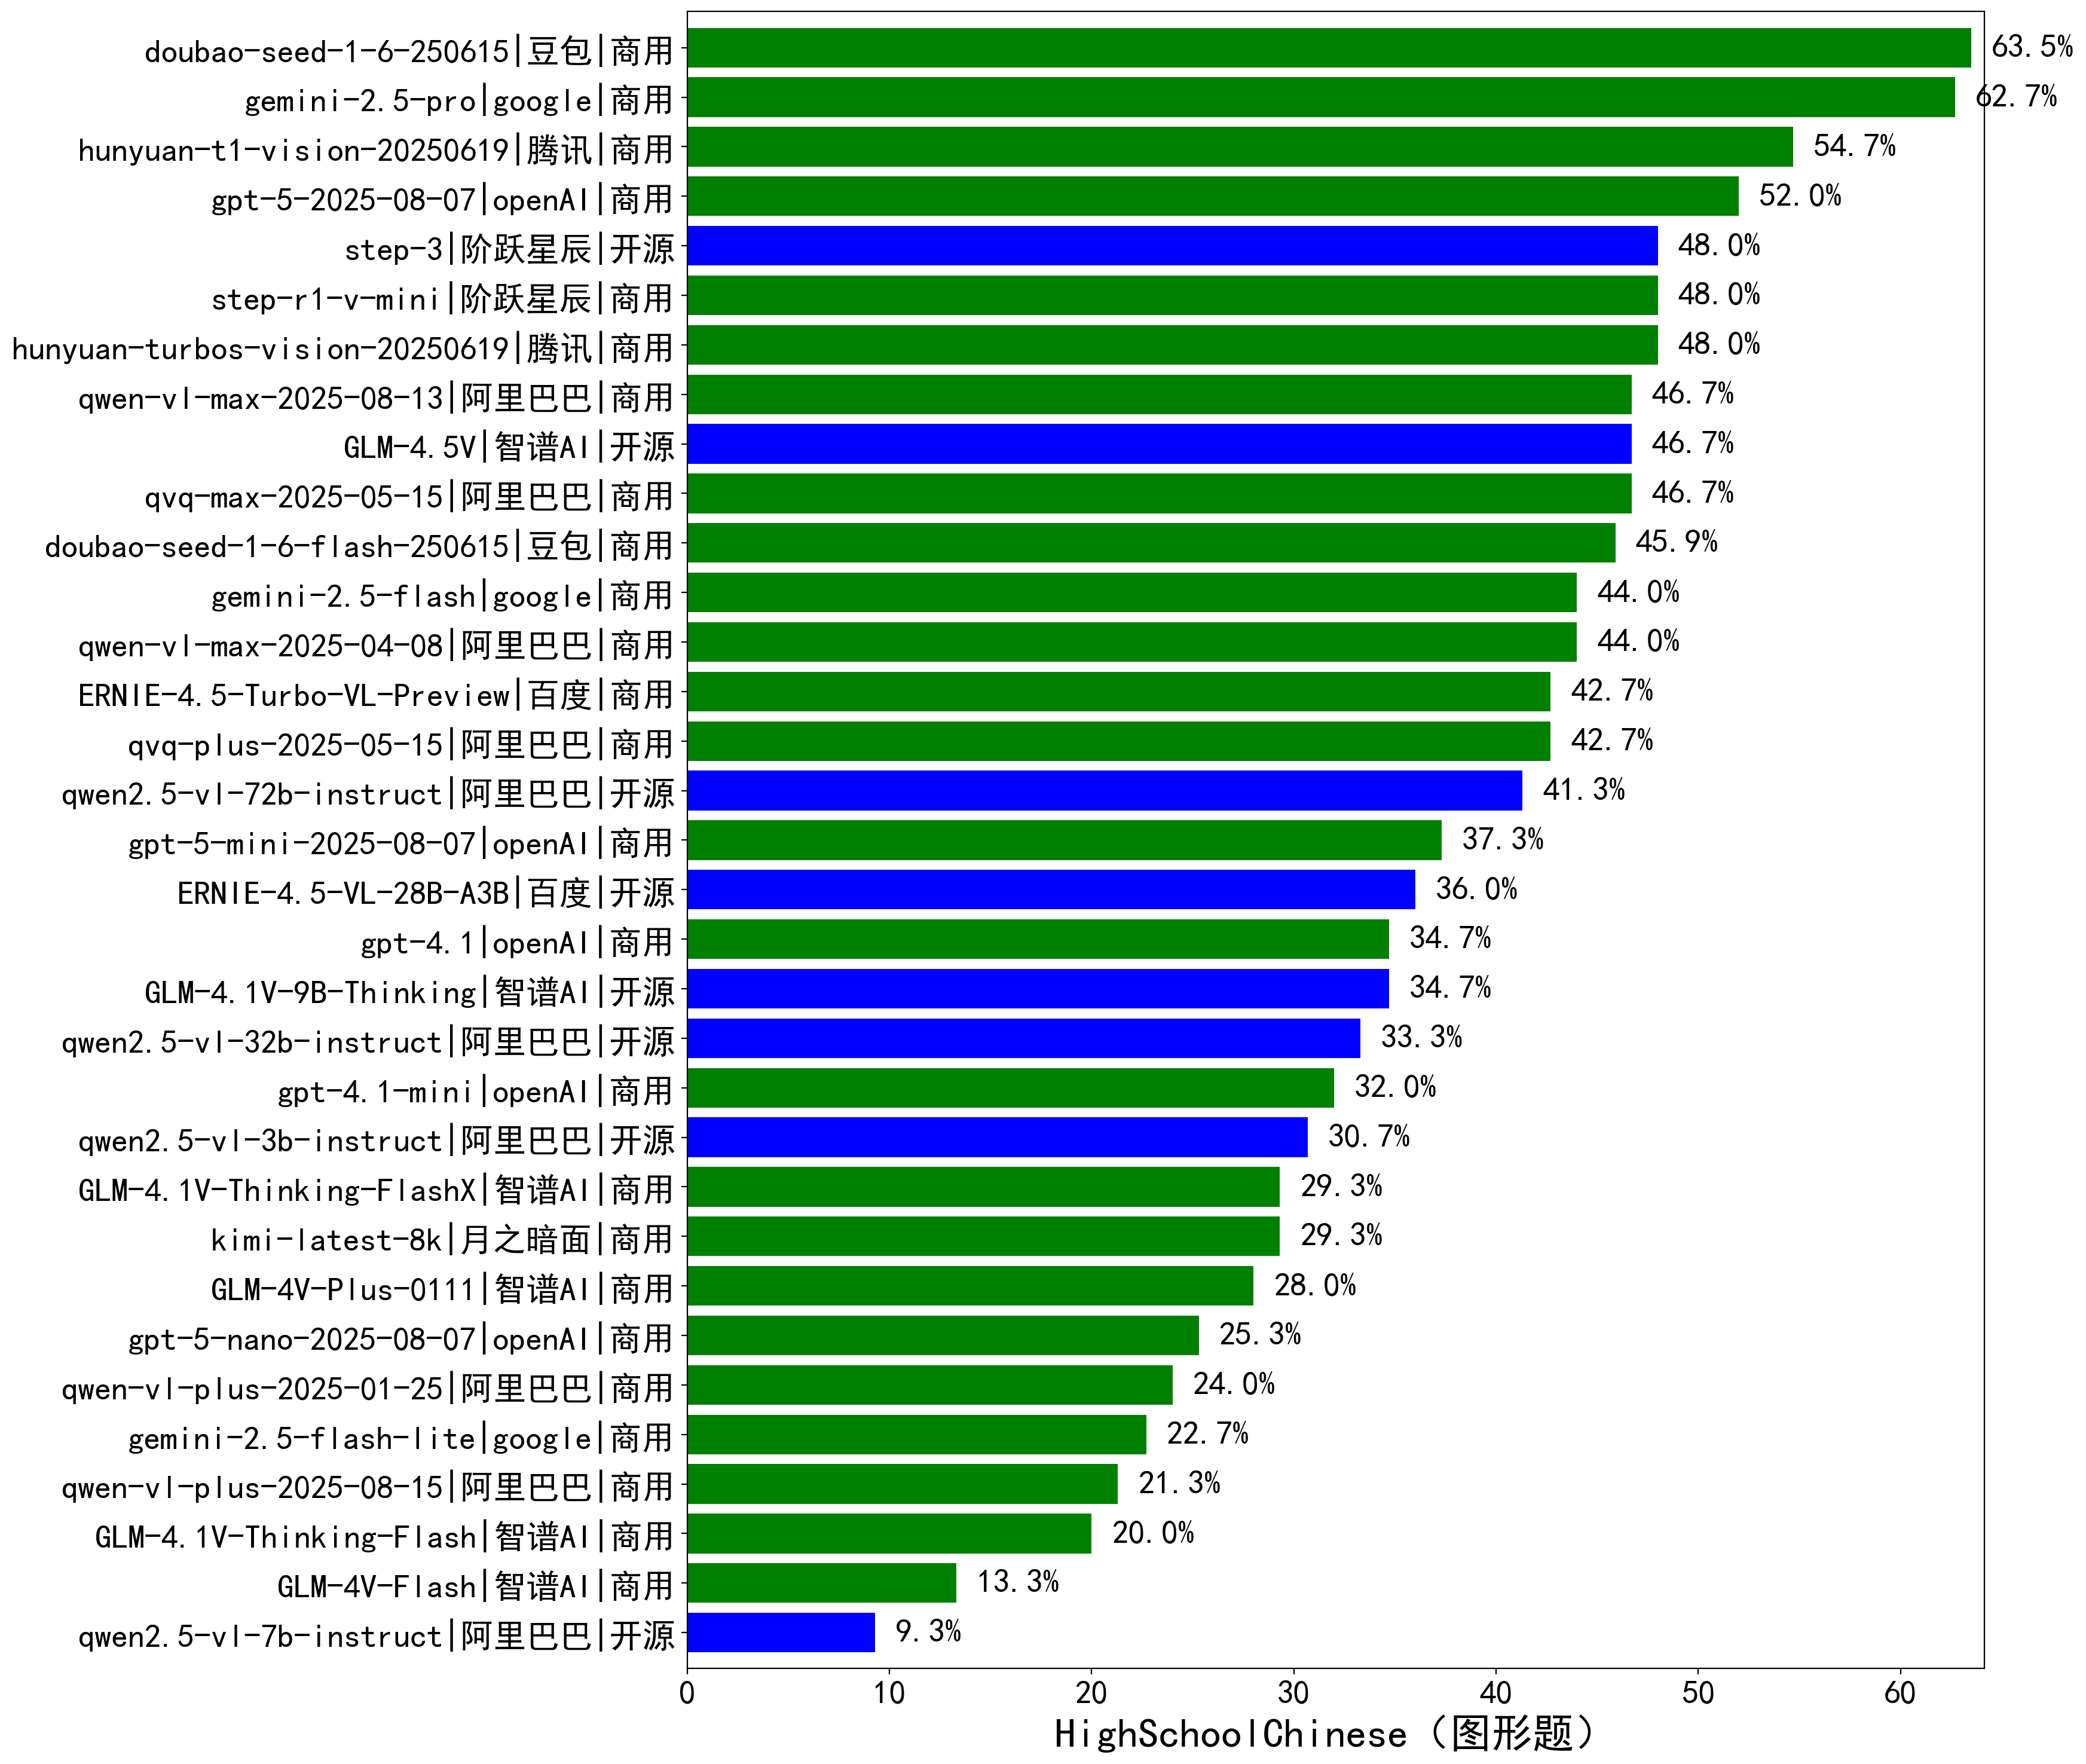 doubao-seed-1-6-250615|豆包|商用 63.5%
gemini-2.5-pro|google|商用 62.7%
hunyuan-t1-vision-20250619|腾讯|商用 54.7%
gpt-5-2025-08-07|openAI|商用 52.0%
step-3|阶跃星辰|开源 48.0%
step-r1-v-mini|阶跃星辰|商用 48.0%
hunyuan-turbos-vision-20250619|腾讯|商用 48.0%
qwen-vl-max-2025-08-13|阿里巴巴|商用 46.7%
GLM-4.5V|智谱AI|开源 46.7%
qvq-max-2025-05-15|阿里巴巴|商用 46.7%
doubao-seed-1-6-flash-250615|豆包|商用 45.9%
gemini-2.5-flash|google|商用 44.0%
qwen-vl-max-2025-04-08|阿里巴巴|商用 44.0%
ERNIE-4.5-Turbo-VL-Preview|百度|商用 42.7%
qvq-plus-2025-05-15|阿里巴巴|商用 42.7%
qwen2.5-vl-72b-instruct|阿里巴巴|开源 41.3%
gpt-5-mini-2025-08-07|openAI|商用 37.3%
ERNIE-4.5-VL-28B-A3B|百度|开源 36.0%
gpt-4.1|openAI|商用 34.7%
GLM-4.1V-9B-Thinking|智谱AI|开源 34.7%
qwen2.5-vl-32b-instruct|阿里巴巴|开源 33.3%
gpt-4.1-mini|openAI|商用 32.0%
qwen2.5-vl-3b-instruct|阿里巴巴|开源 30.7%
GLM-4.1V-Thinking-FlashX|智谱AI|商用 29.3%
kimi-latest-8k|月之暗面|商用 29.3%
GLM-4V-Plus-0111|智谱AI|商用 28.0%
gpt-5-nano-2025-08-07|openAI|商用 25.3%
qwen-vl-plus-2025-01-25|阿里巴巴|商用 24.0%
gemini-2.5-flash-lite|google|商用 22.7%
qwen-vl-plus-2025-08-15|阿里巴巴|商用 21.3%
GLM-4.1V-Thinking-Flash|智谱AI|商用 20.0%
GLM-4V-Flash|智谱AI|商用 13.3%
qwen2.5-vl-7b-instruct|阿里巴巴|开源 9.3%
0 10 20 30 40 50 60
HighSchoolChinese（图形题）